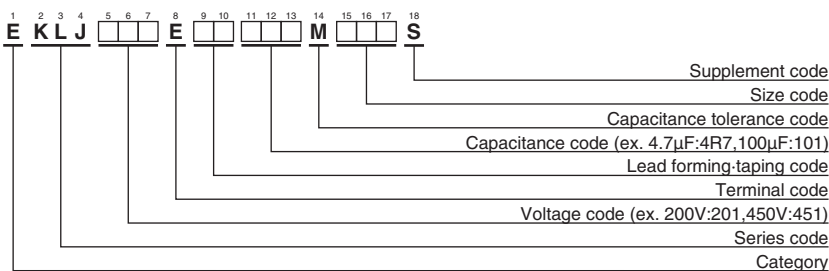 1 2 3 4 5 6 7 8 9 10 11 12 13 14 15 16 17 18
E K L J E M S
Supplement code
Size code
Capacitance tolerance code
Capacitance code (ex. 4.7μF:4R7,100μF:101)
Lead forming·taping code
Terminal code
Voltage code (ex. 200V:201,450V:451)
Series code
Category